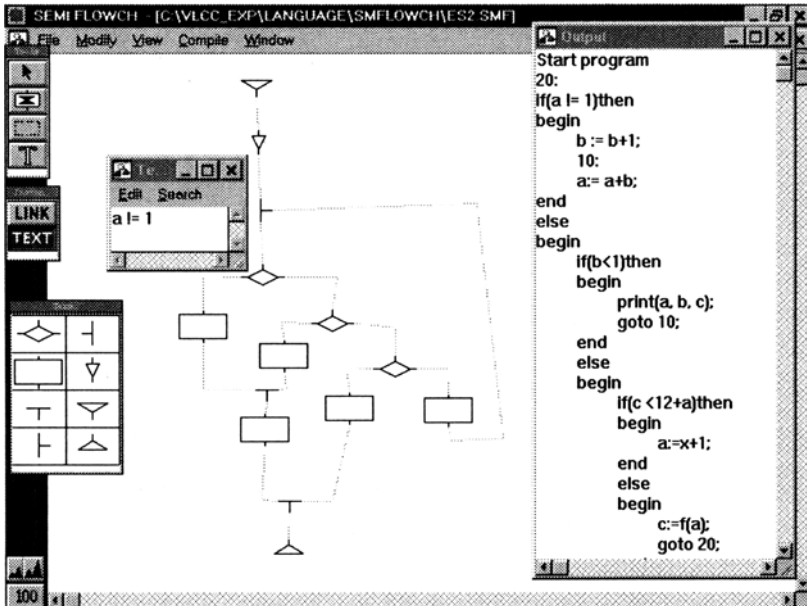 SEMI FLOWCH - [C:\VLCC_EXP\LANGUAGE\SMFLOWCH\ES2 SMF]
File Modify View Compile Window
Output
Start program
20:
if(a != 1)then
begin
b := b+1;
10:
a:= a+b;
end
else
begin
if(b<1)then
begin
print(a, b, c);
goto 10;
end
else
begin
if(c <12+a)then
begin
a:=x+1;
end
else
begin
c:=f(a);
goto 20;
Edit Search
a != 1
T
LINK
TEXT
100